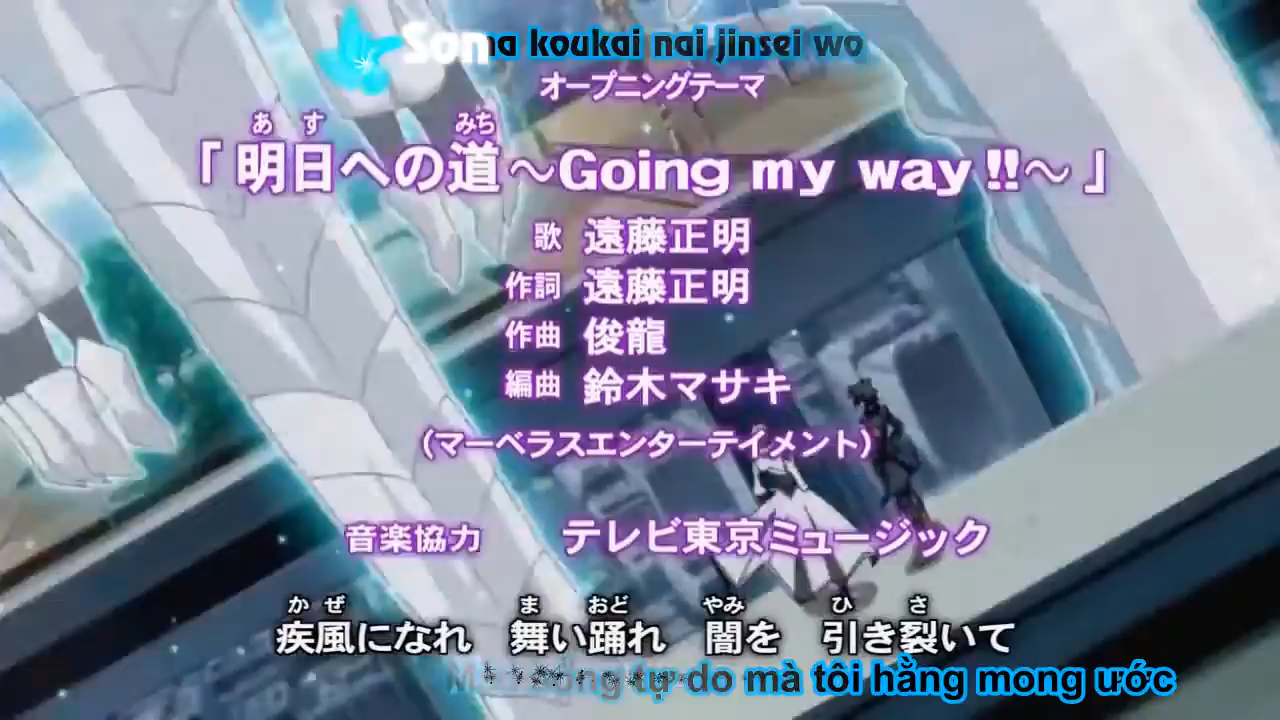 Sonna koukai nai jinsei wo
オープニングテーマ
あす みち
「明日への道～Going my way!!～」
歌 遠藤正明
作詞 遠藤正明
作曲 俊龍
編曲 鈴木マサキ
（マーベラスエンターテイメント）
音楽協力 テレビ東京ミュージック
かぜ ま おど やみ ひ さ
疾風になれ 舞い踊れ 闇を 引き裂いて
tự do mà tôi hằng mong ước